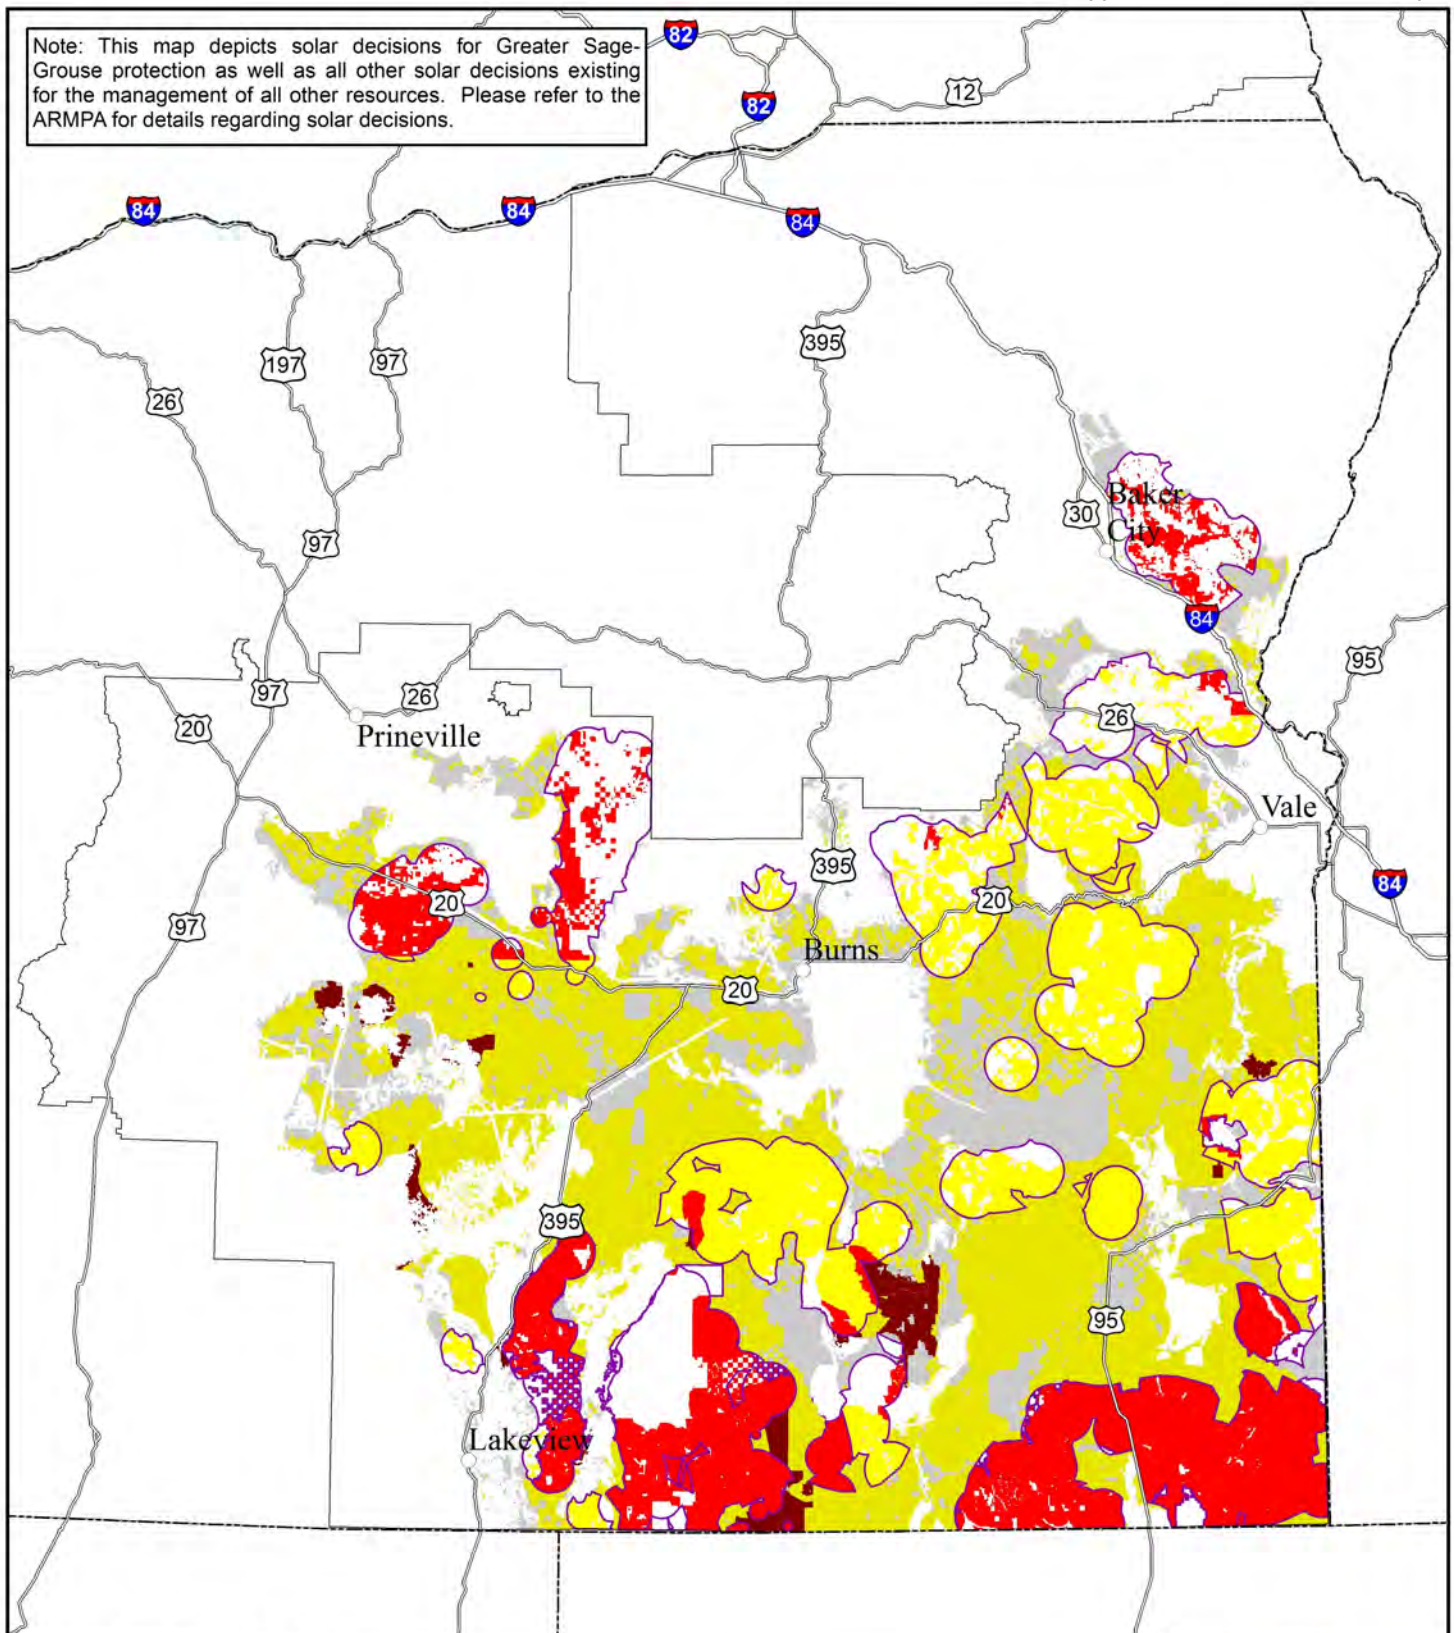 Note: This map depicts solar decisions for Greater Sage-
Grouse protection as well as all other solar decisions existing
for the management of all other resources. Please refer to the
ARMPA for details regarding solar decisions.
82
82
12
84
84
84
197
97
395
26
Baker
City
30
97
84
95
97
26
20
26
Prineville
Vale
395
84
20
20
97
Burns
20
395
95
Lakeview